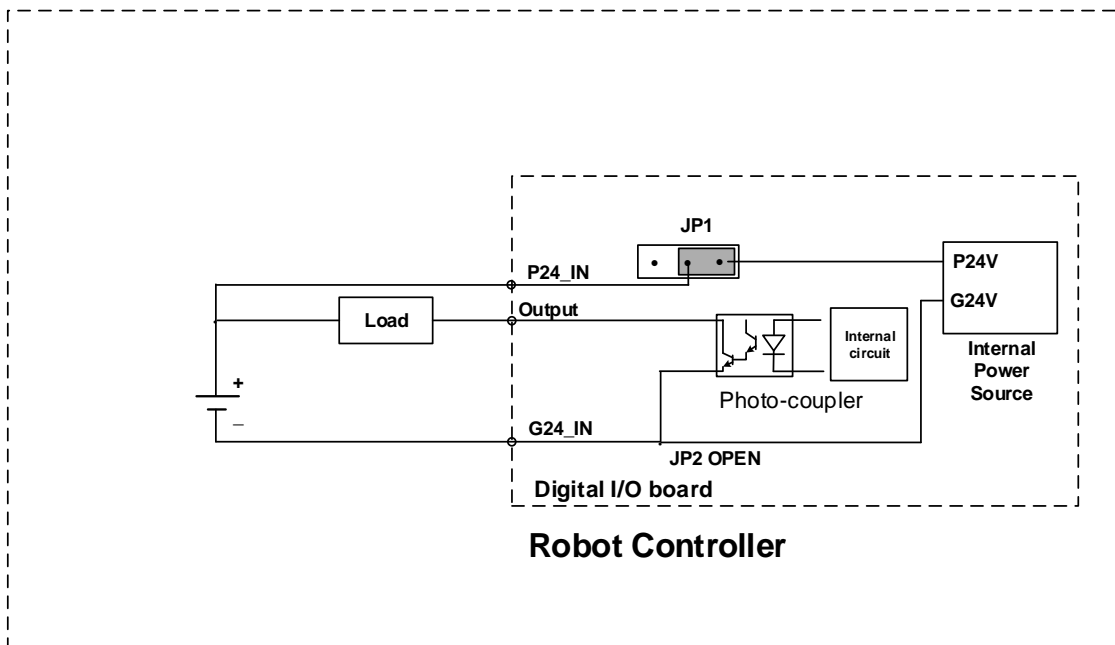 JP1
P24_IN
P24V
Output
Load
G24V
Internal
circuit
Internal
Power
Source
Photo-coupler
+
_
G24_IN
JP2 OPEN
Digital I/O board
Robot Controller